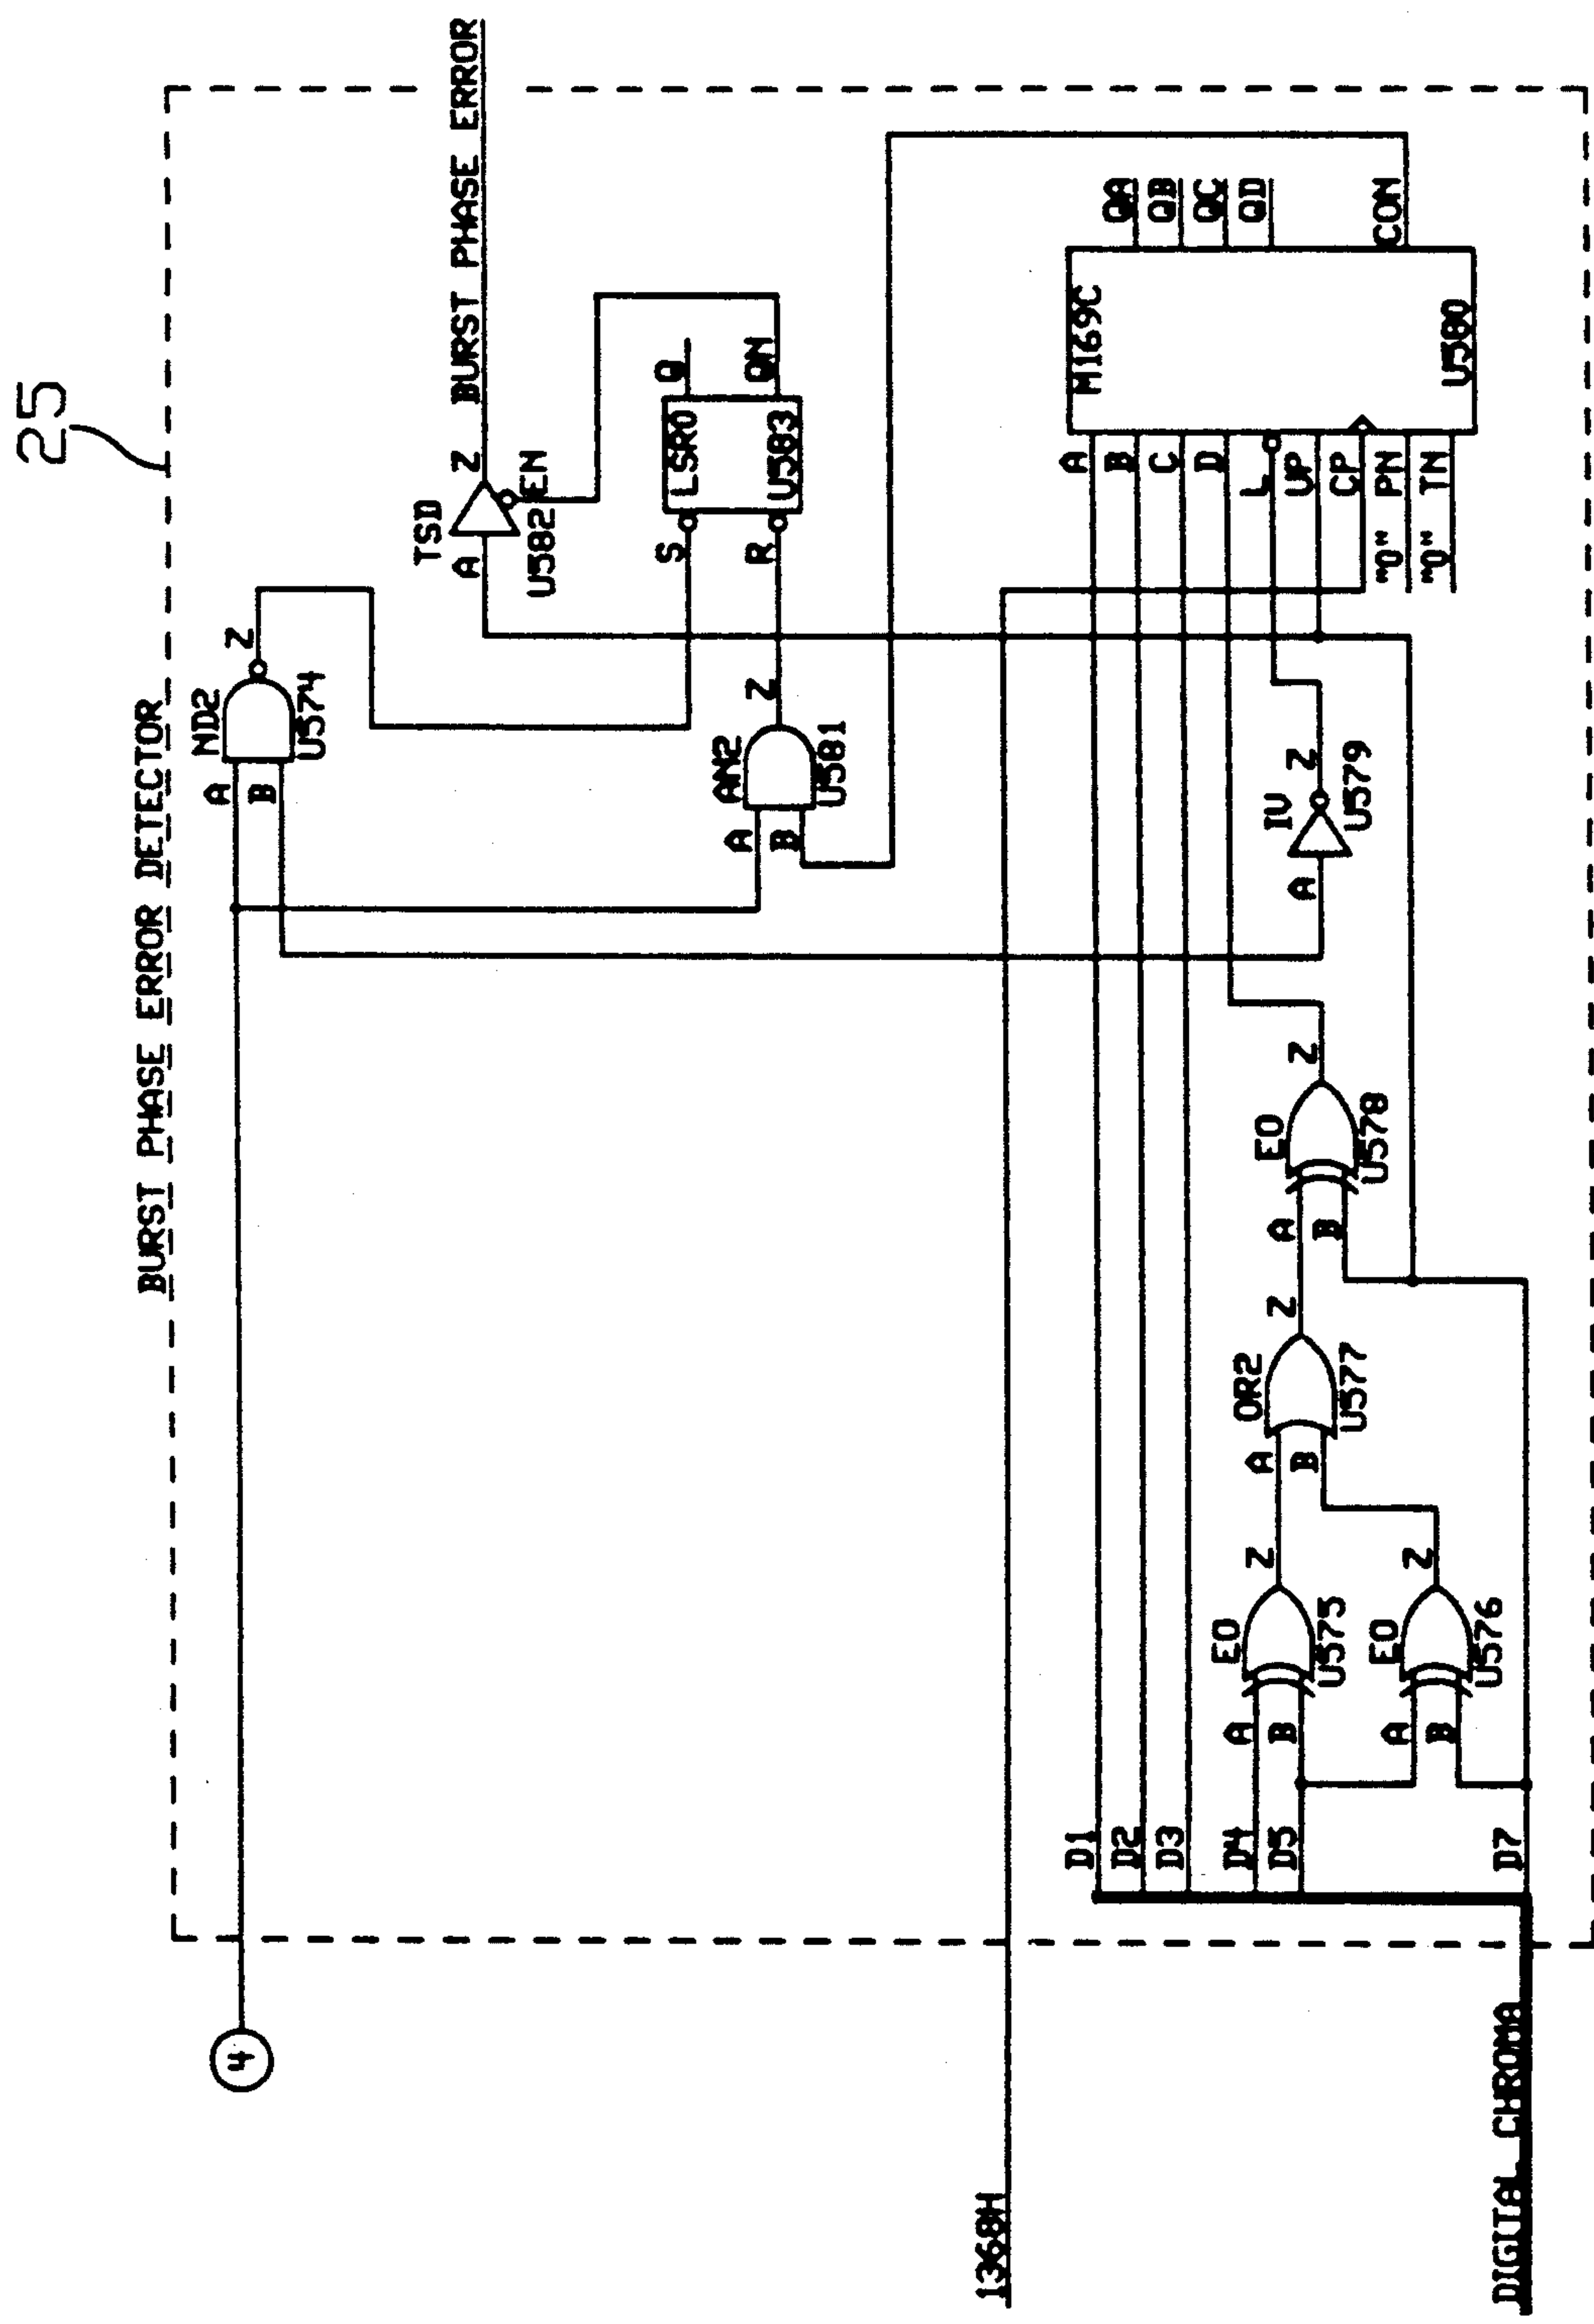 25
BURST PHASE ERROR DETECTOR
4
A
B
ND2
U574
Z
TSD
A
U582
EN
Z
BURST PHASE ERROR
S
R
LSR0
U583
Q
QN
A
B
AN2
U581
Z
1368H
D1
D2
D3
D4
D5
D7
DIGITAL CHROMA
A
B
EO
U575
Z
A
B
EO
U576
Z
A
B
OR2
U577
Z
A
B
EO
U578
Z
A
IV
U579
Z
A
B
C
D
L
UP
CP
"0" PN
"0" TN
M169C
U580
QA
QB
QC
QD
CON